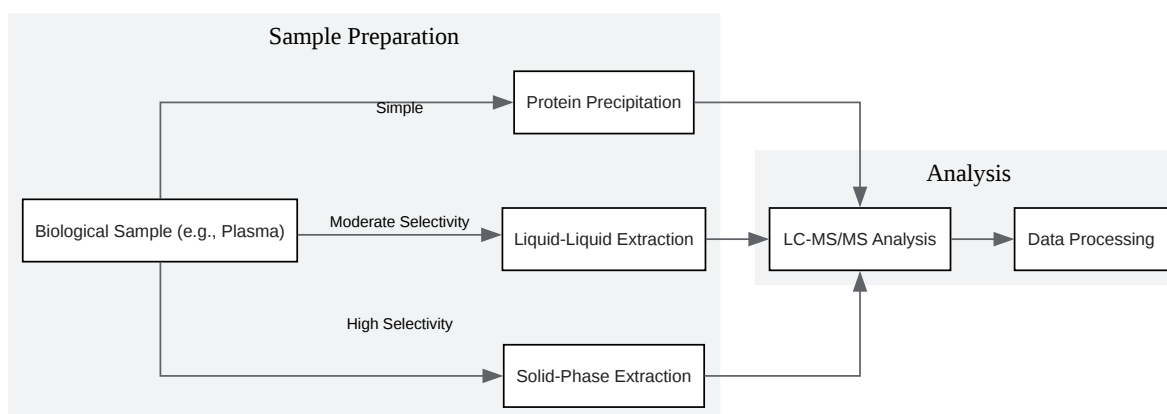 Sample Preparation
Simple
Protein Precipitation
Analysis
Biological Sample (e.g., Plasma)
Moderate Selectivity
Liquid-Liquid Extraction
LC-MS/MS Analysis
Data Processing
High Selectivity
Solid-Phase Extraction